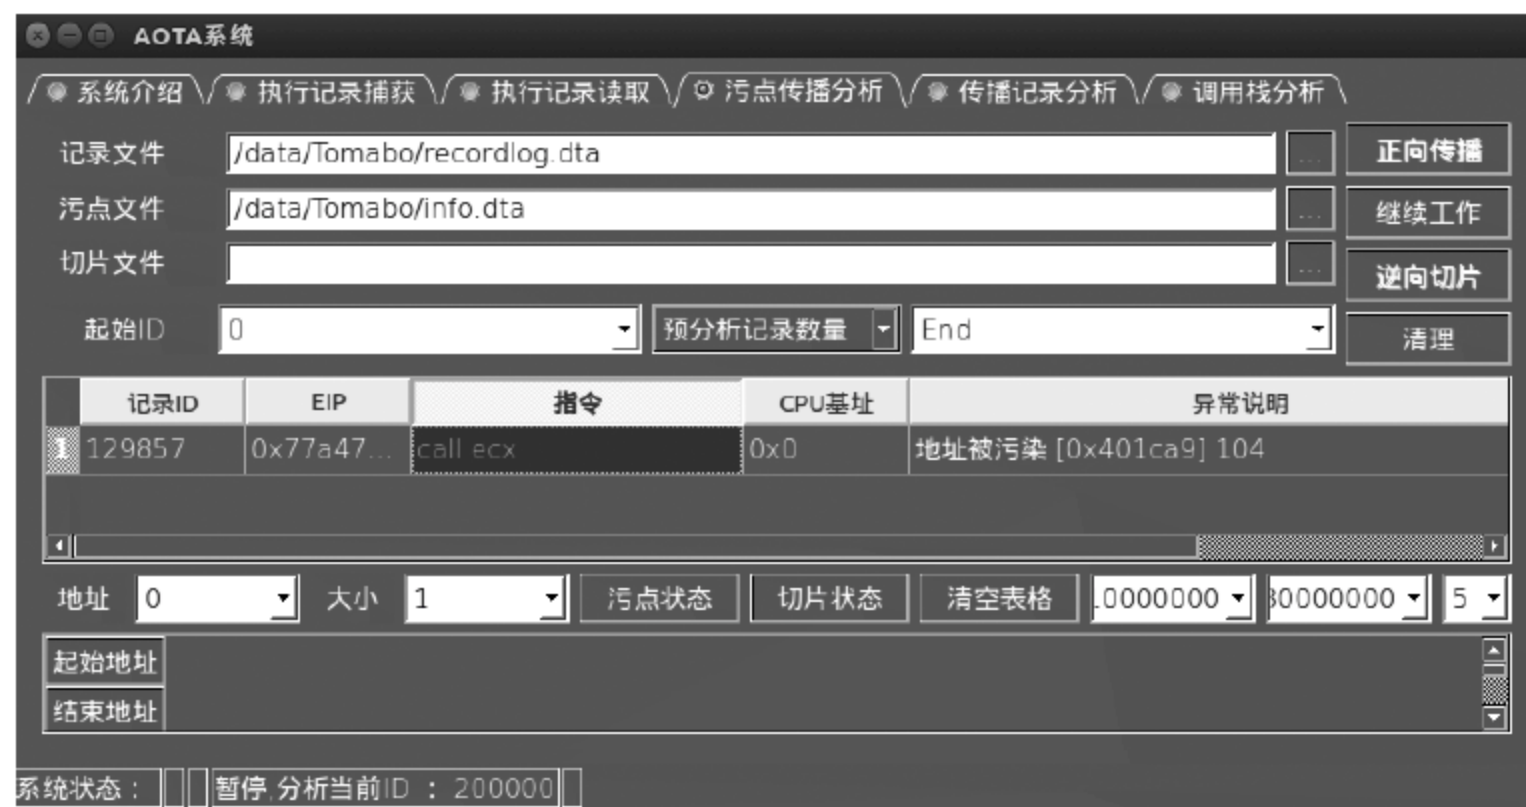 AOTA系统
系统介绍 执行记录捕获 执行记录读取 污点传播分析 传播记录分析 调用栈分析
记录文件 /data/Tomabo/recordlog.dta ... 正向传播
污点文件 /data/Tomabo/info.dta ... 继续工作
切片文件 ... 逆向切片
起始ID 0 预分析记录数量 End 清理
记录ID EIP 指令 CPU基址 异常说明
1 129857 0x77a47... call ecx 0x0 地址被污染 [0x401ca9] 104
地址 0 大小 1 污点状态 切片状态 清空表格 .0000000 30000000 5
起始地址
结束地址
系统状态： 暂停,分析当前ID ： 200000